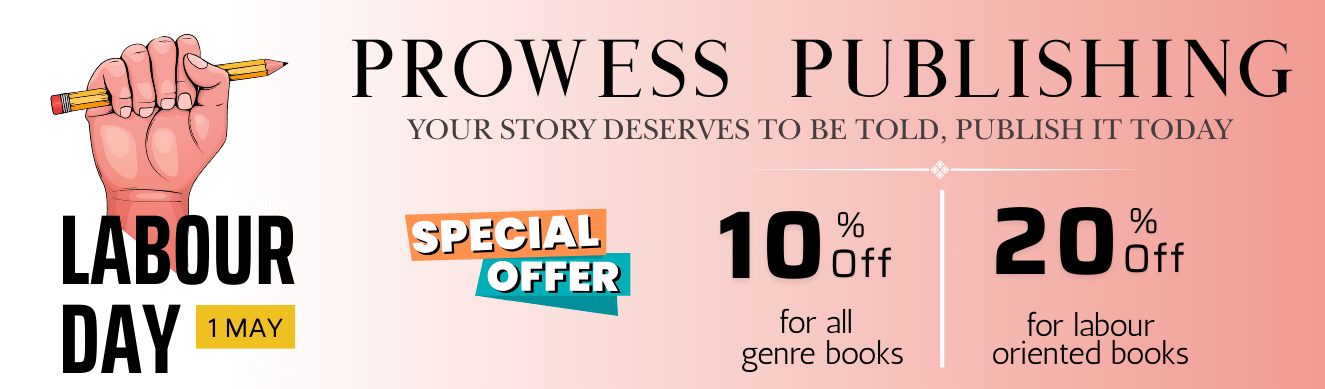 PROWESS PUBLISHING
YOUR STORY DESERVES TO BE TOLD, PUBLISH IT TODAY
LABOUR
DAY
1 MAY
SPECIAL
OFFER
10% Off
for all
genre books
20% Off
for labour
oriented books